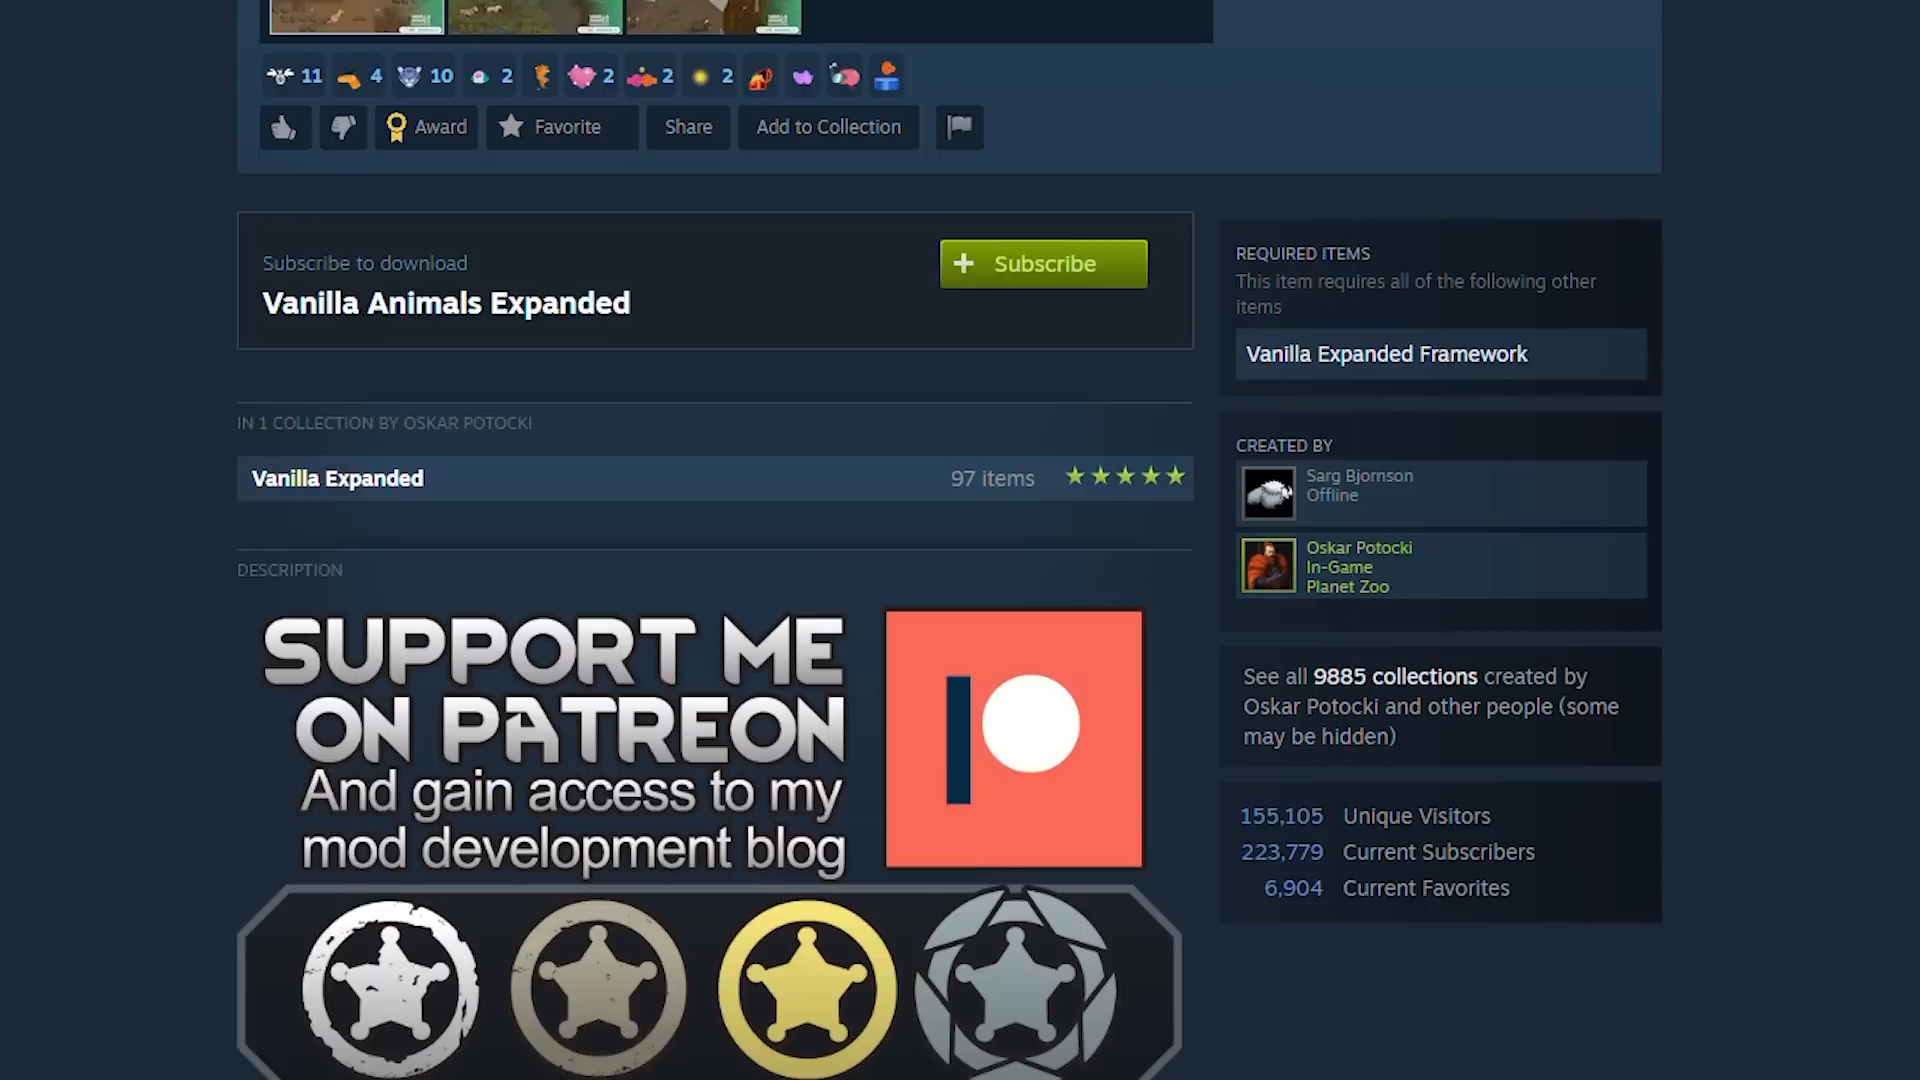 11 4 10 2 2 2 2
Award Favorite Share Add to Collection
Subscribe to download
Vanilla Animals Expanded
Subscribe
IN 1 COLLECTION BY OSKAR POTOCKI
Vanilla Expanded 97 items
DESCRIPTION
SUPPORT ME
ON PATREON
And gain access to my
mod development blog
REQUIRED ITEMS
This item requires all of the following other
items
Vanilla Expanded Framework
CREATED BY
Sarg Bjornson
Offline
Oskar Potocki
In-Game
Planet Zoo
See all 9885 collections created by
Oskar Potocki and other people (some
may be hidden)
155,105 Unique Visitors
223,779 Current Subscribers
6,904 Current Favorites